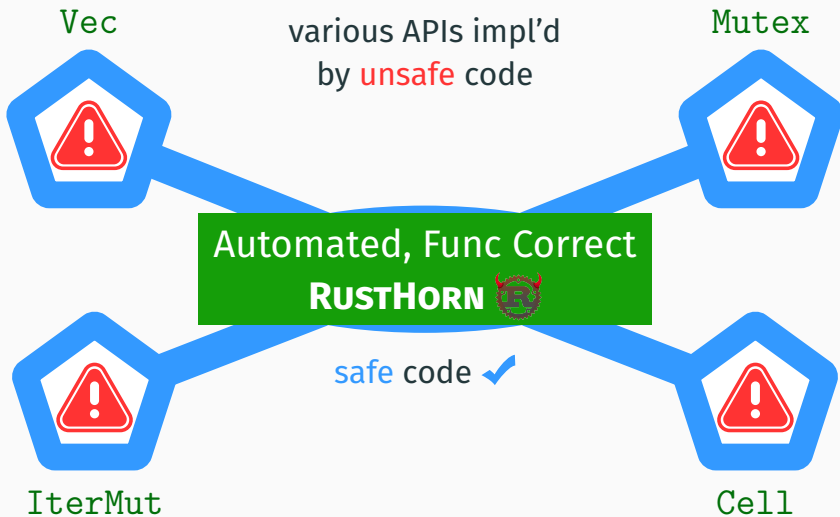 Vec
various APIs impl’d
by unsafe code
Mutex
Automated, Func Correct
RUSTHORN
R
safe code
IterMut
Cell